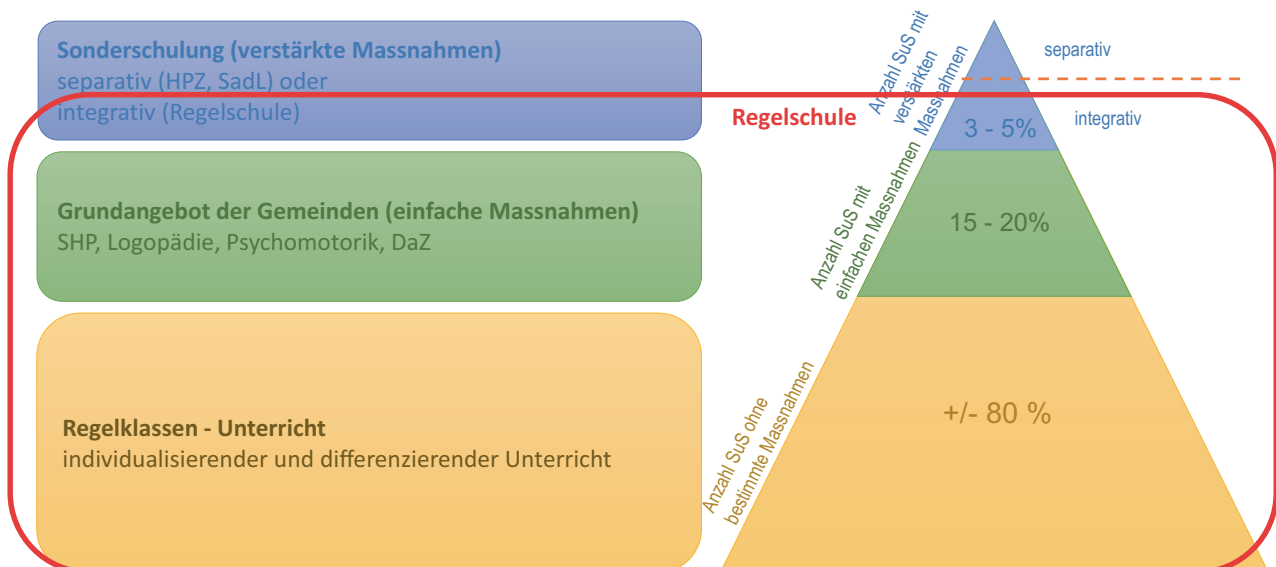 Sonderschulung (verstärkte Massnahmen)
separativ (HPZ, SadL) oder
integrativ (Regelschule)
Grundangebot der Gemeinden (einfache Massnahmen)
SHP, Logopädie, Psychomotorik, DaZ
Regelklassen - Unterricht
individualisierender und differenzierender Unterricht
Regelschule
Anzahl SuS mit
verstärkten
Massnahmen
separativ
3 - 5%
integrativ
Anzahl SuS mit
einfachen Massnahmen
15 - 20%
Anzahl SuS ohne
bestimmte Massnahmen
+/- 80 %